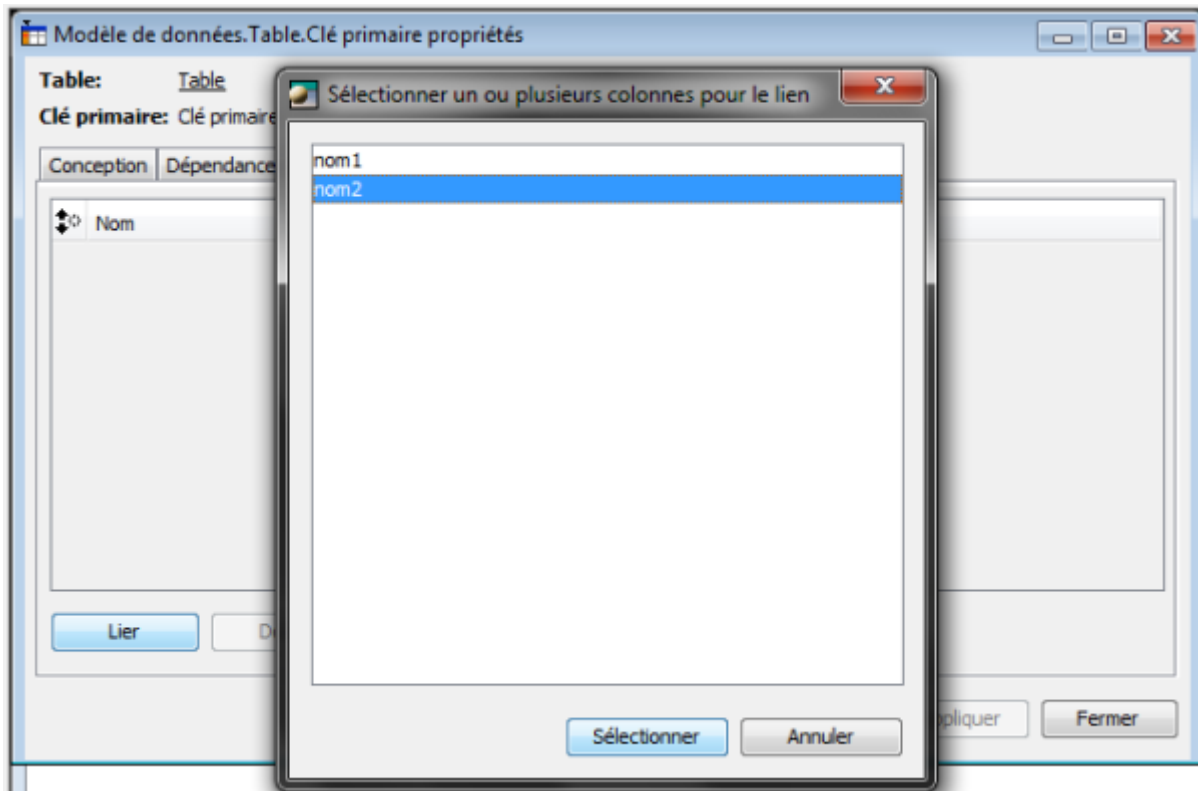 Modèle de données.Table.Clé primaire propriétés
Table: Table
Clé primaire: Clé primaire
Sélectionner un ou plusieurs colonnes pour le lien
Conception Dépendance
nom1
nom2
Nom
Lier
Sélectionner Annuler
Fermer